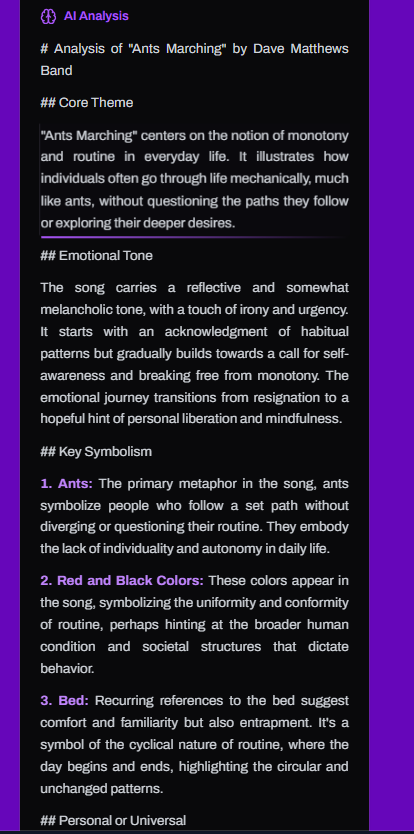 AI Analysis
# Analysis of "Ants Marching" by Dave Matthews
Band
## Core Theme
"Ants Marching" centers on the notion of monotony
and routine in everyday life. It illustrates how
individuals often go through life mechanically, much
like ants, without questioning the paths they follow
or exploring their deeper desires.
## Emotional Tone
The song carries a reflective and somewhat
melancholic tone, with a touch of irony and urgency.
It starts with an acknowledgment of habitual
patterns but gradually builds towards a call for self-
awareness and breaking free from monotony. The
emotional journey transitions from resignation to a
hopeful hint of personal liberation and mindfulness.
## Key Symbolism
1. Ants: The primary metaphor in the song, ants
symbolize people who follow a set path without
diverging or questioning their routine. They embody
the lack of individuality and autonomy in daily life.
2. Red and Black Colors: These colors appear in
the song, symbolizing the uniformity and conformity
of routine, perhaps hinting at the broader human
condition and societal structures that dictate
behavior.
3. Bed: Recurring references to the bed suggest
comfort and familiarity but also entrapment. It's a
symbol of the cyclical nature of routine, where the
day begins and ends, highlighting the circular and
unchanged patterns.
## Personal or Universal